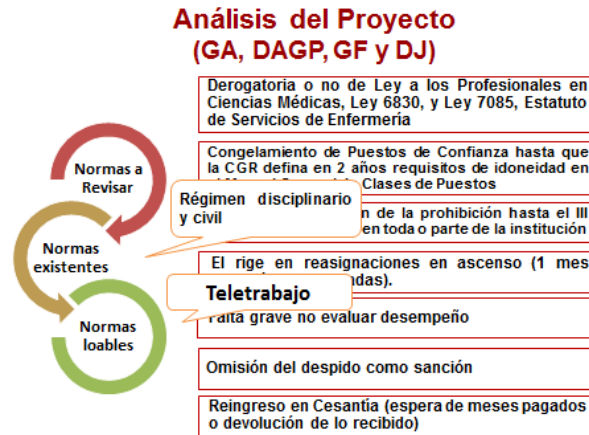 Análisis del Proyecto
(GA, DAGP, GF y DJ)
Derogatoria o no de Ley a los Profesionales en
Ciencias Médicas, Ley 6830, y Ley 7085, Estatuto
de Servicios de Enfermería
Congelamiento de Puestos de Confianza hasta que
la CGR defina en 2 años requisitos de idoneidad en
Clases de Puestos
de la prohibición hasta el III
en toda o parte de la institución
El rige en reasignaciones en ascenso (1 mes
Falta grave no evaluar desempeño
Omisión del despido como sanción
Reingreso en Cesantía (espera de meses pagados
o devolución de lo recibido)
Normas a
Revisar
Normas
existentes
Normas
loables
Régimen disciplinario
y civil
Teletrabajo